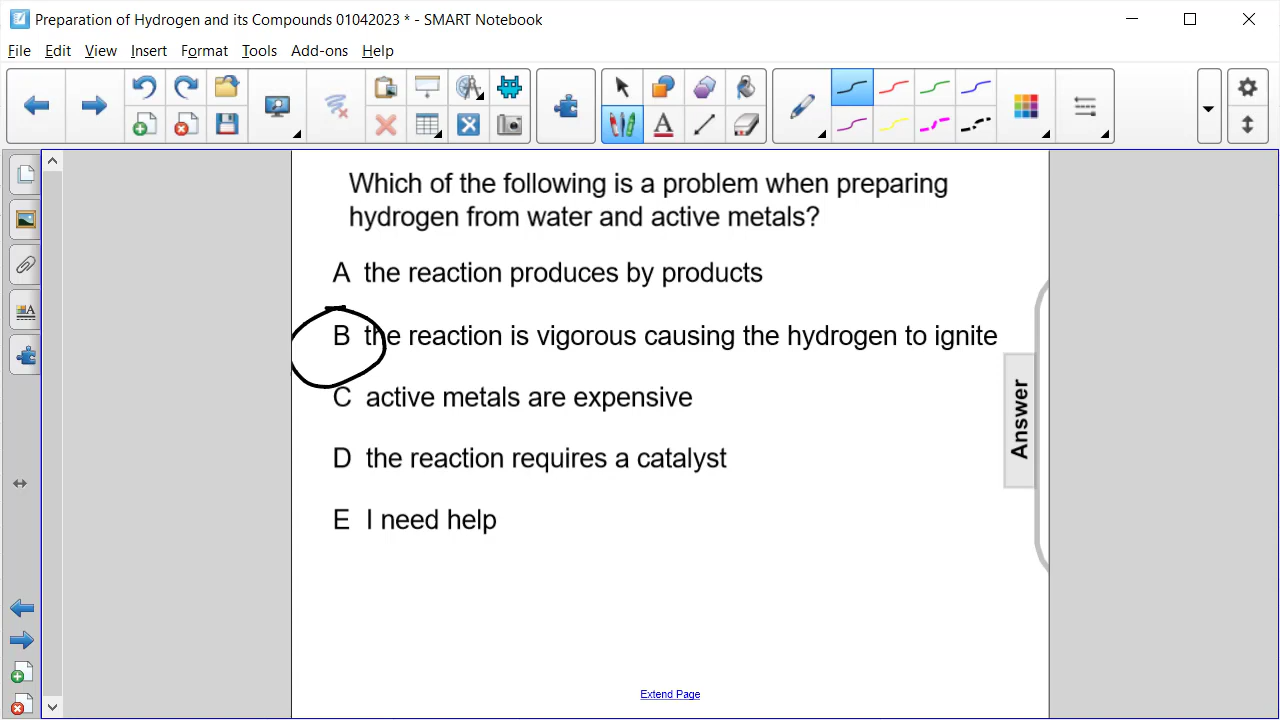 Preparation of Hydrogen and its Compounds 01042023 * - SMART Notebook
File Edit View Insert Format Tools Add-ons Help
Which of the following is a problem when preparing
hydrogen from water and active metals?
A the reaction produces by products
B the reaction is vigorous causing the hydrogen to ignite
C active metals are expensive
D the reaction requires a catalyst
E I need help
Answer
Extend Page